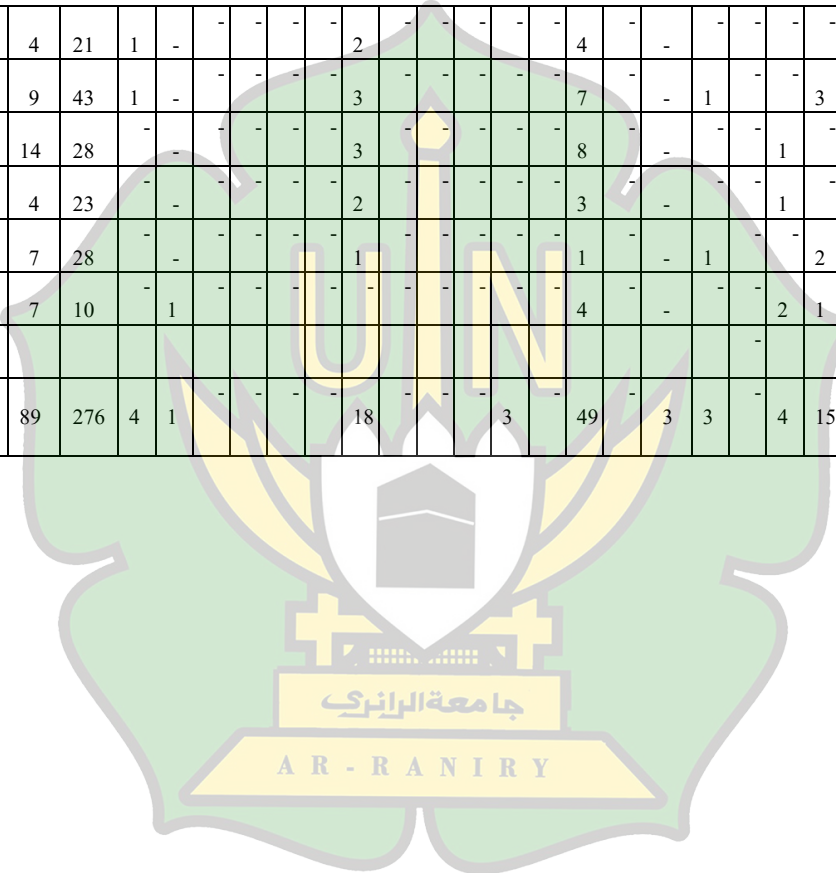 4 21 1 - - - - - 2 - - - - - 4 - - - - - -
9 43 1 - - - - - 3 - - - - - 7 - - 1 - - 3
14 28 - - - - - - 3 - - - - - 8 - - - - 1 -
4 23 - - - - - - 2 - - - - - 3 - - - - 1 -
7 28 - - - - - - 1 - - - - - 1 - - 1 - - 2
7 10 - 1 - - - - - - - - - - 4 - - - - 2 1
-
89 276 4 1 - - - - 18 - - - 3 - 49 - 3 3 - 4 15
UIN
جامعةالرانري
AR-RANIRY